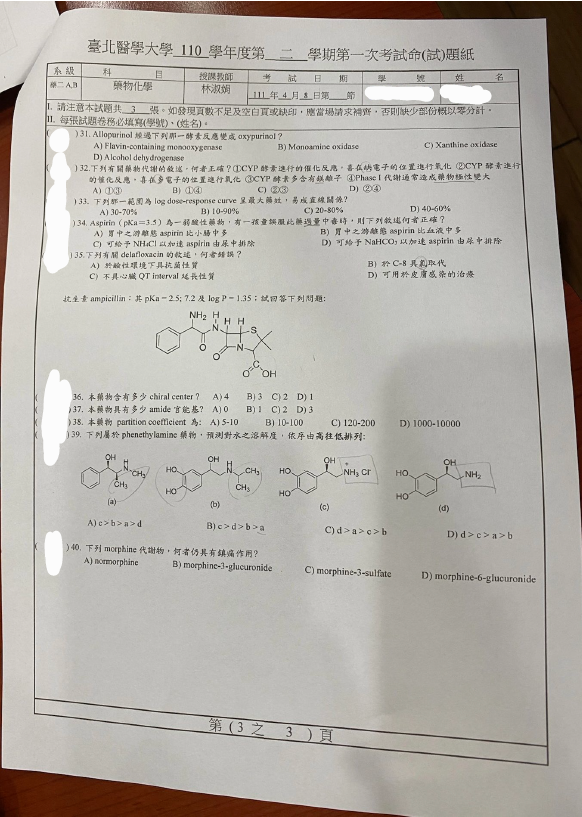 臺北醫學大學 110 學年度第 二 學期第一次考試命(試)題紙
系 級 科 目 授課教師 考 試 日 期 學 號 姓 名
藥二A,B 藥物化學 林淑娟 111 年 4 月 8 日第 節
I. 請注意本試題共 3 張。如發現頁數不足及空白頁或缺印，應當場請求補齊，否則缺少部份概以零分計。
II. 每張試題卷務必填寫(學號)、(姓名)。
( )31. Allopurinol 經過下列那一酵素反應變成 oxypurinol?
A) Flavin-containing monooxygenase B) Monoamine oxidase C) Xanthine oxidase
D) Alcohol dehydrogenase
( )32.下列有關藥物代謝的敘述，何者正確？①CYP 酵素進行的催化反應，喜在缺電子的位置進行氧化 ②CYP 酵素進行
的催化反應，喜在多電子的位置進行氧化 ③CYP 酵素多含有鎂離子 ④Phase I 代謝通常造成藥物極性變大
A) ①③ B) ①④ C) ②③ D) ②④
( )33. 下列那一範圍為 log dose-response curve 呈最大藥效，易成直線關係?
A) 30-70% B) 10-90% C) 20-80% D) 40-60%
( )34. Aspirin (pKa=3.5) 為一弱酸性藥物，有一孩童誤服此藥過量中毒時，則下列敘述何者正確？
A) 胃中之游離態 aspirin 比小腸中多 B) 胃中之游離態 aspirin 比血液中多
C) 可給予 NH4Cl 以加速 aspirin 由尿中排除 D) 可給予 NaHCO3 以加速 aspirin 由尿中排除
( )35.下列有關 delafloxacin 的敘述，何者錯誤？
A) 於鹼性環境下具抗菌性質 B) 於 C-8 具氯取代
C) 不具心臟 QT interval 延長性質 D) 可用於皮膚感染的治療
抗生素 ampicillin：其 pKa = 2.5; 7.2 及 log P = 1.35；試回答下列問題:
NH2 H H H
N S
O N
O
O OH
( )36. 本藥物含有多少 chiral center？ A) 4 B) 3 C) 2 D) 1
( )37. 本藥物具有多少 amide 官能基? A) 0 B) 1 C) 2 D) 3
( )38. 本藥物 partition coefficient 為: A) 5-10 B) 10-100 C) 120-200 D) 1000-10000
( )39. 下列屬於 phenethylamine 藥物，預測對水之溶解度，依序由高往低排列:
OH H N CH3 CH3 HO HO OH H N CH3 CH3 HO HO OH + NH3 Cl- HO HO OH NH2
(a) (b) (c) (d)
A) c > b > a > d B) c > d > b > a C) d > a > c > b D) d > c > a > b
( )40. 下列 morphine 代謝物，何者仍具有鎮痛作用？
A) normorphine B) morphine-3-glucuronide C) morphine-3-sulfate D) morphine-6-glucuronide
第 (3 之 3 ) 頁